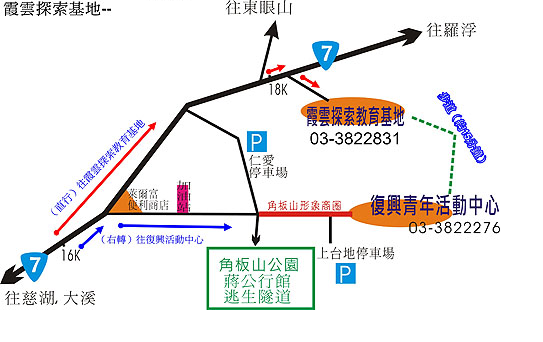 霞雲探索基地--
往東眼山
往羅浮
7
18K
霞雲探索教育基地
03-3822831
(直行)往霞雲探索教育基地
P
仁愛
停車場
萊爾富
便利商店
加油站
角板山形象商圈
復興青年活動中心
03-3822276
(右轉)往復興活動中心
16K
7
往慈湖,大溪
角板山公園
蔣公行館
逃生隧道
上台地停車場
P